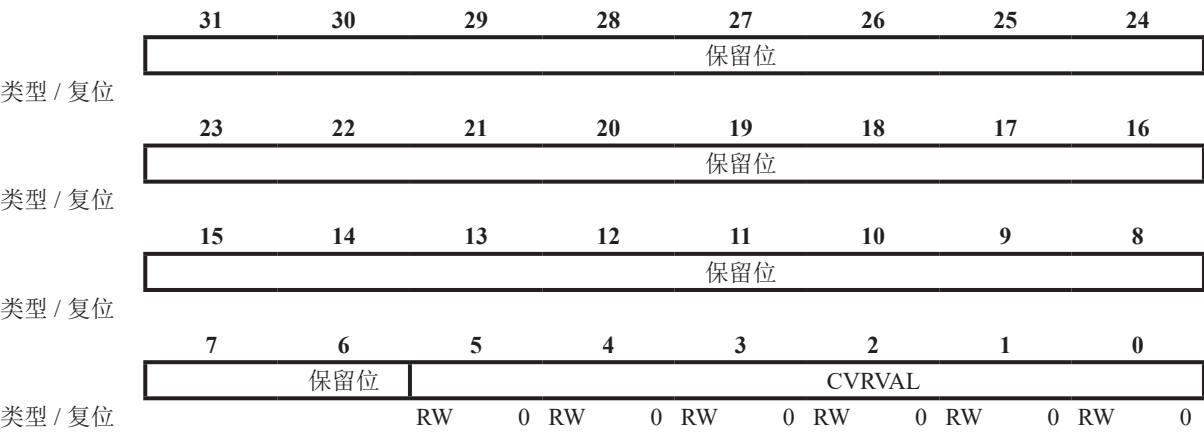 31 30 29 28 27 26 25 24
保留位
类型 / 复位
23 22 21 20 19 18 17 16
保留位
类型 / 复位
15 14 13 12 11 10 9 8
保留位
类型 / 复位
7 6 5 4 3 2 1 0
保留位 CVRVAL
类型 / 复位 RW 0 RW 0 RW 0 RW 0 RW 0 RW 0